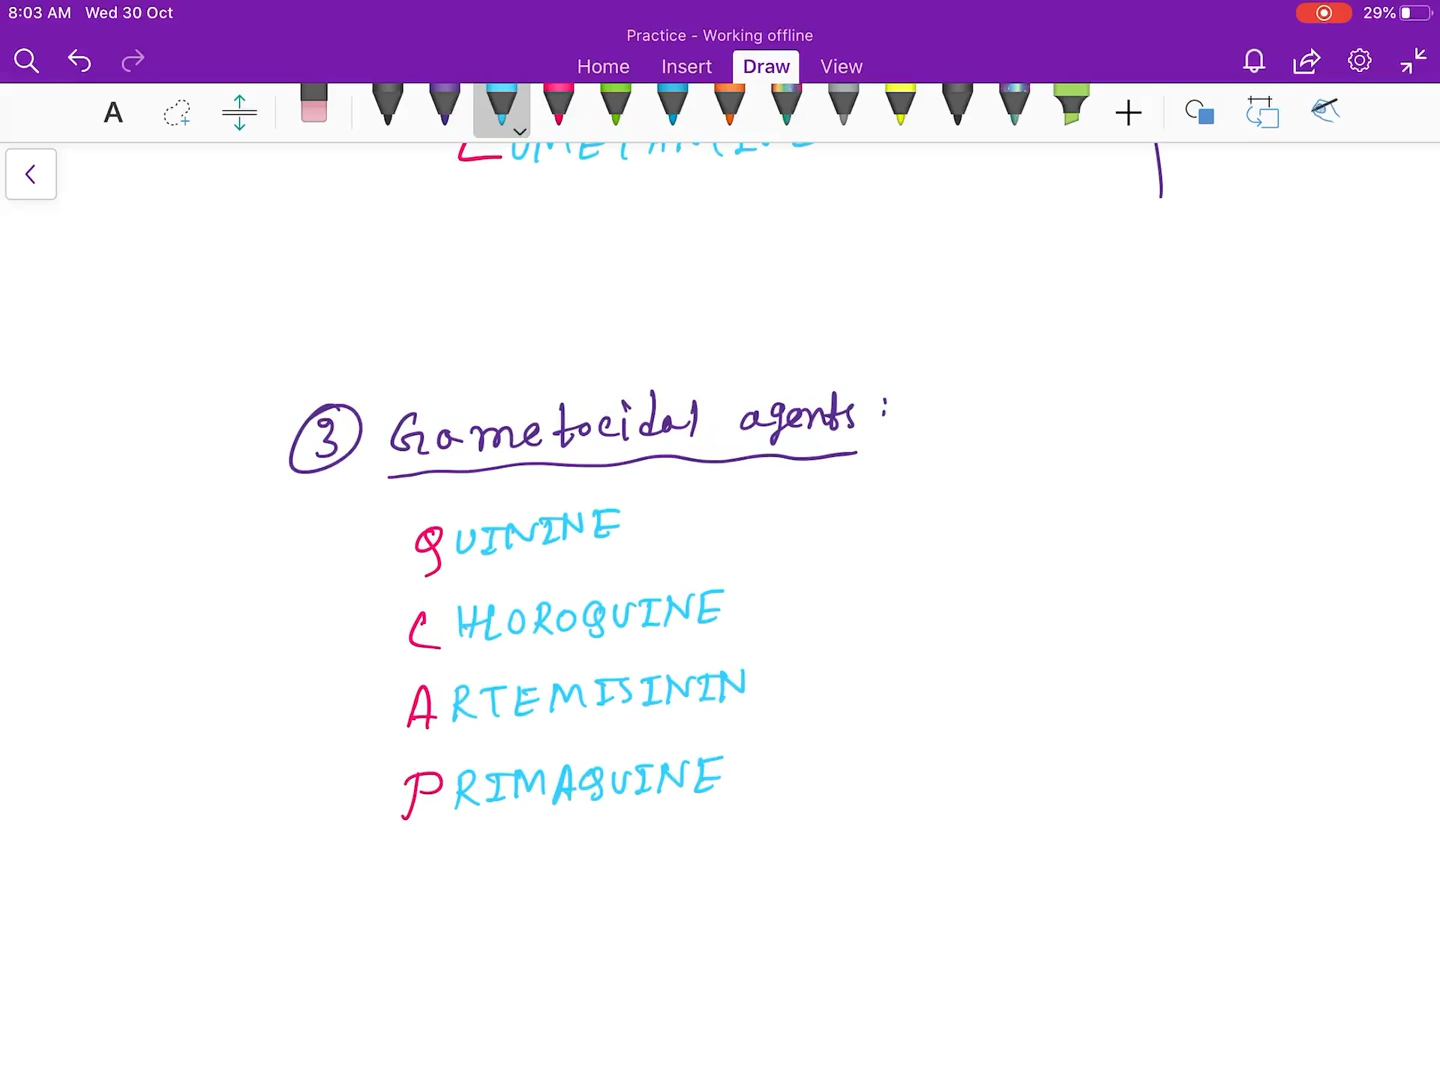 8:03 AM Wed 30 Oct
29%
Practice - Working offline
Home Insert Draw View
A
LUMEFANTRINE
3 Gametocidal agents :
QUININE
CHLOROQUINE
ARTEMISININ
PRIMAQUINE